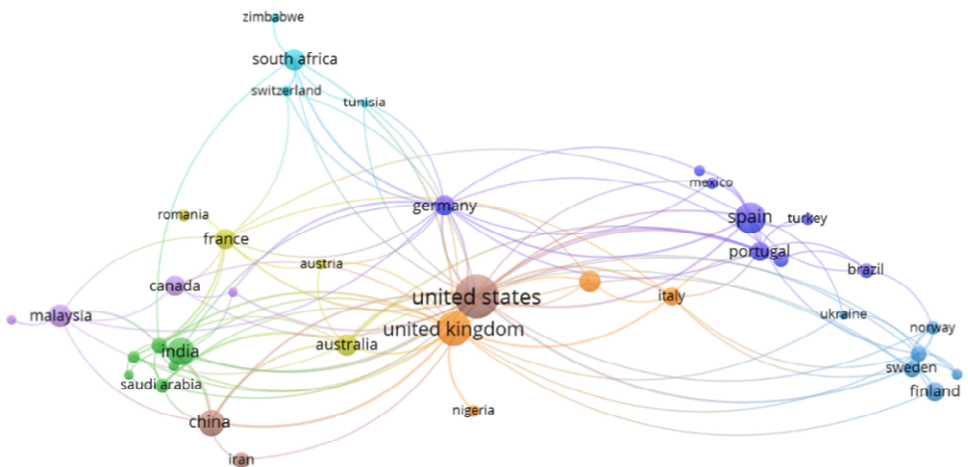 zimbabwe
south africa
switzerland
tunisia
mexico
germany
romania
spain
turkey
france
portugal
austria
brazil
canada
united states
italy
malaysia
ukraine
united kingdom
norway
australia
india
sweden
saudi arabia
finland
nigeria
china
iran